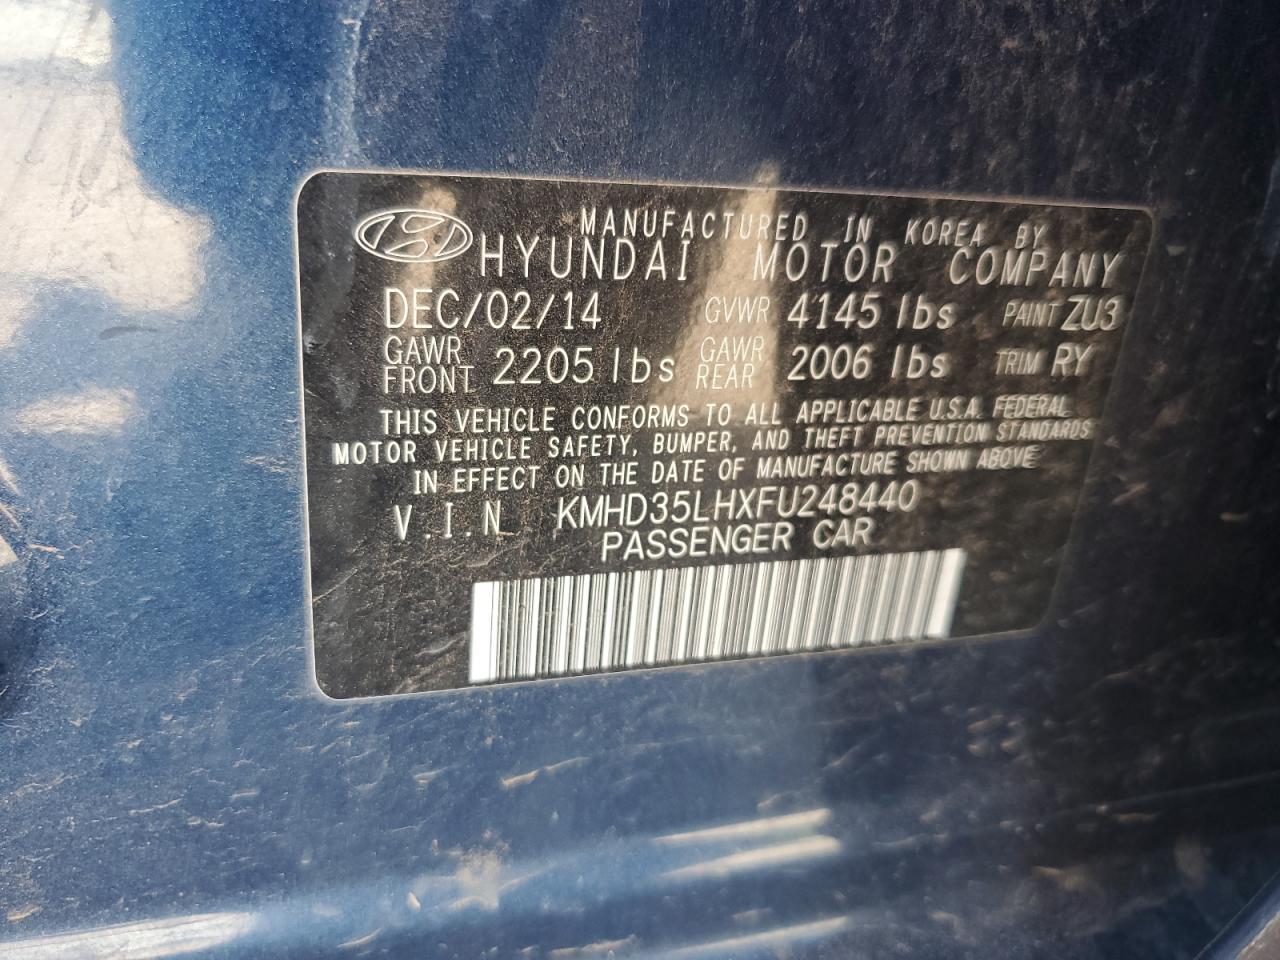 MANUFACTURED IN KOREA BY
HYUNDAI MOTOR COMPANY
DEC/02/14 GVWR 4145 lbs PAINT ZU3
GAWR FRONT 2205 lbs GAWR REAR 2006 lbs TRIM RY
THIS VEHICLE CONFORMS TO ALL APPLICABLE U.S.A. FEDERAL
MOTOR VEHICLE SAFETY, BUMPER, AND THEFT PREVENTION STANDARDS
IN EFFECT ON THE DATE OF MANUFACTURE SHOWN ABOVE
V.I.N KMHD35LHXFU248440
PASSENGER CAR